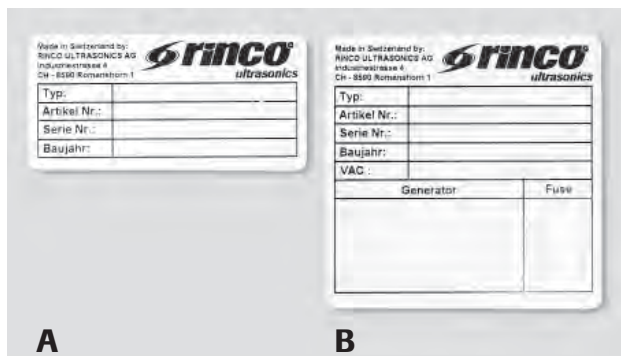 Made in Switzerland by:
RINCO ULTRASONICS AG
Industriestrasse 4
CH - 8590 Romanshorn 1
rinco®
ultrasonics
Typ:
Artikel Nr.:
Serie Nr.:
Baujahr:
A
Made in Switzerland by:
RINCO ULTRASONICS AG
Industriestrasse 4
CH - 8590 Romanshorn 1
rinco®
ultrasonics
Typ:
Artikel Nr.:
Serie Nr.:
Baujahr:
VAC :
Generator Fuse
B